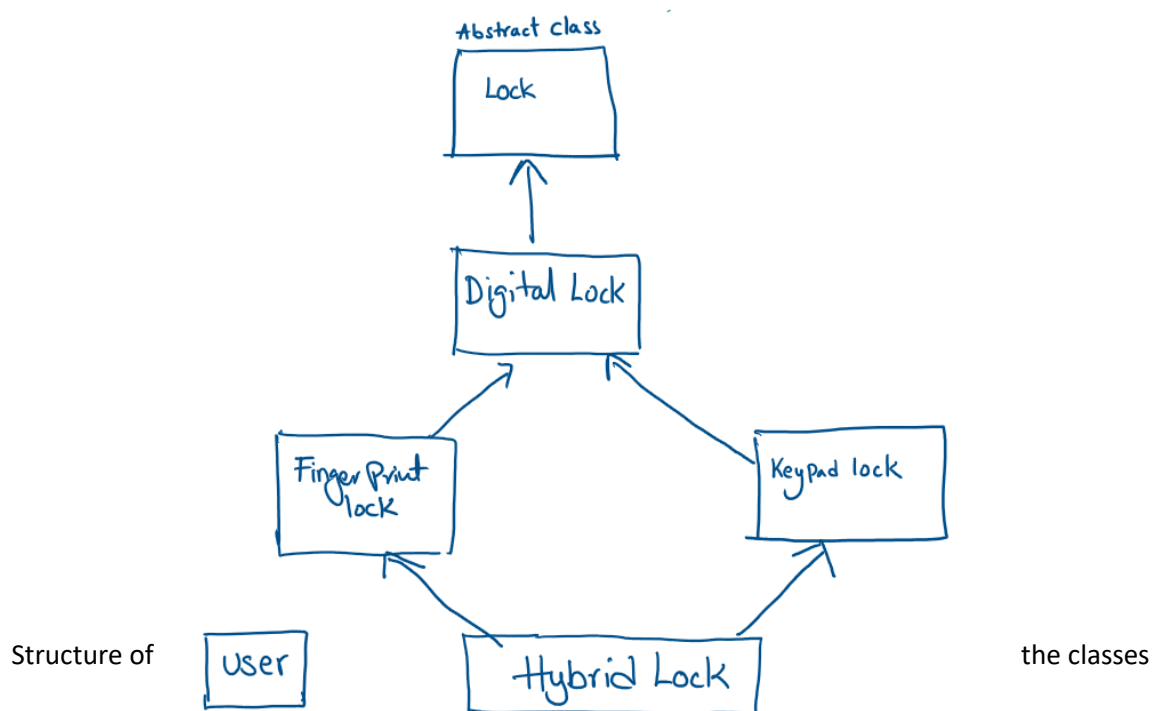 Abstract class
Lock
Digital Lock
Finger Print
lock
Keypad lock
Structure of
user
Hybrid Lock
the classes